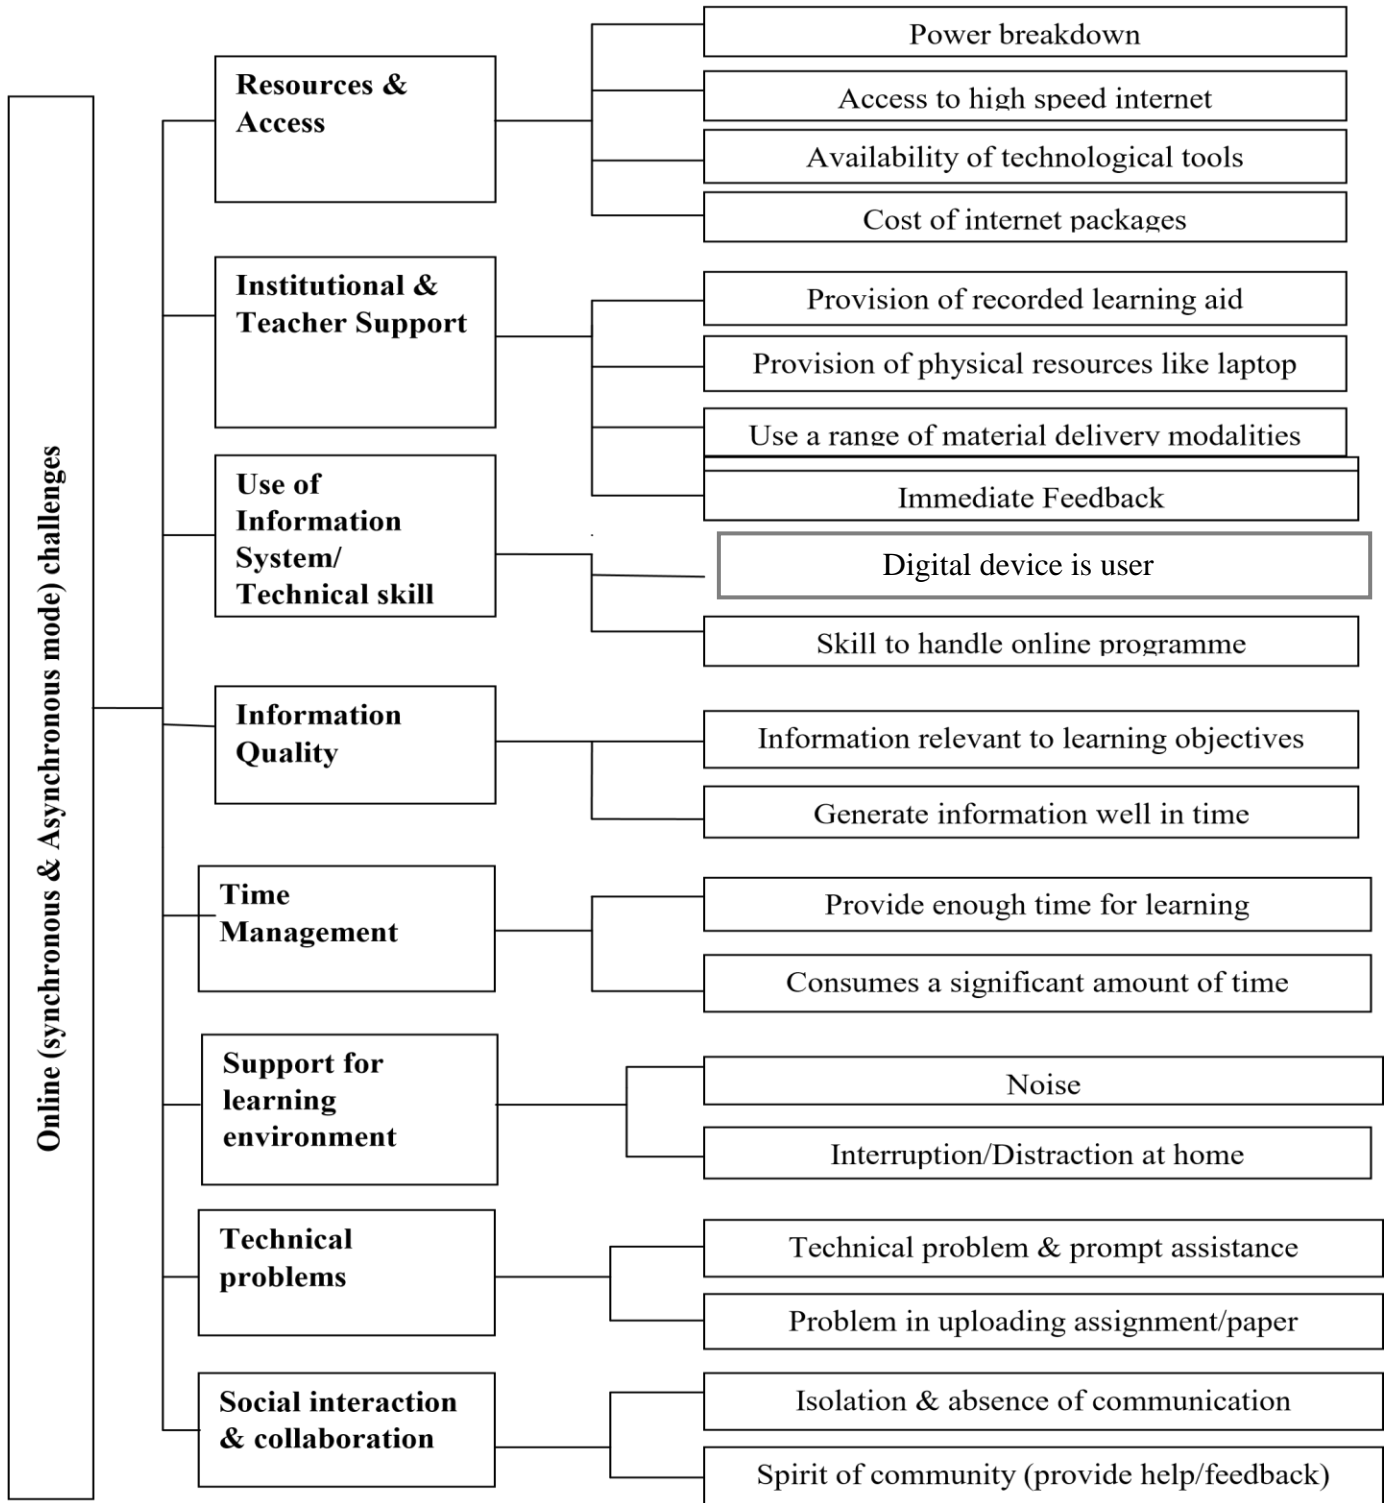 Online (synchronous & Asynchronous mode) challenges
Resources &
Access
Power breakdown
Access to high speed internet
Availability of technological tools
Cost of internet packages
Institutional &
Teacher Support
Provision of recorded learning aid
Provision of physical resources like laptop
Use a range of material delivery modalities
Immediate Feedback
Use of
Information
System/
Technical skill
Digital device is user
Skill to handle online programme
Information
Quality
Information relevant to learning objectives
Generate information well in time
Time
Management
Provide enough time for learning
Consumes a significant amount of time
Support for
learning
environment
Noise
Interruption/Distraction at home
Technical
problems
Technical problem & prompt assistance
Problem in uploading assignment/paper
Social interaction
& collaboration
Isolation & absence of communication
Spirit of community (provide help/feedback)